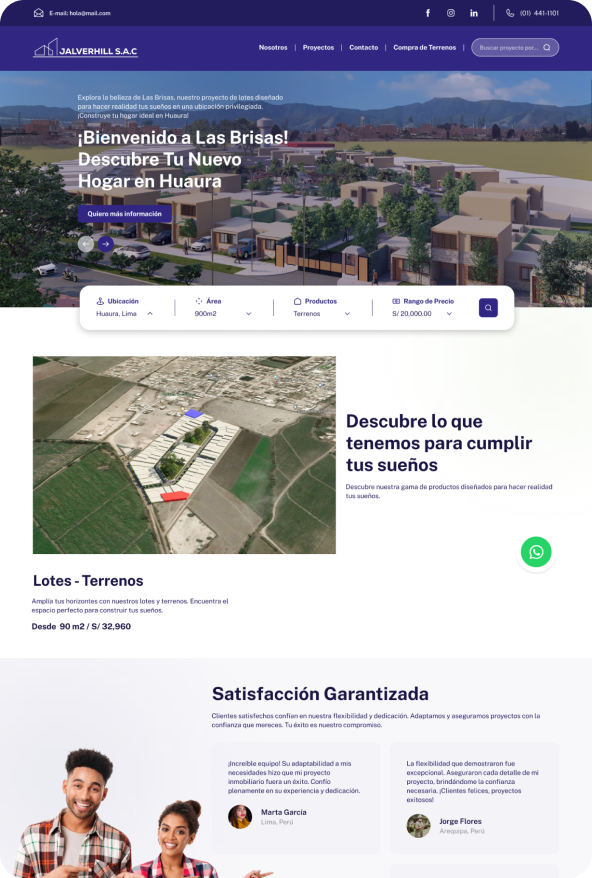 E-mail: hola@mail.com
(01) 441-1101
JALVERHILL S.A.C
Nosotros | Proyectos | Contacto | Compra de Terrenos |
Buscar proyecto por...
Explora la belleza de Las Brisas, nuestro proyecto de lotes diseñado
para hacer realidad tus sueños en una ubicación privilegiada.
¡Construye tu hogar ideal en Huaura!
¡Bienvenido a Las Brisas!
Descubre Tu Nuevo
Hogar en Huaura
Quiero más información
Ubicación
Huaura, Lima
Área
900m2
Productos
Terrenos
Rango de Precio
S/ 20,000.00
Descubre lo que
tenemos para cumplir
tus sueños
Descubre nuestra gama de productos diseñados para hacer realidad
tus sueños.
Lotes - Terrenos
Amplía tus horizontes con nuestros lotes y terrenos. Encuentra el
espacio perfecto para construir tus sueños.
Desde 90 m2 / S/ 32,960
Satisfacción Garantizada
Clientes satisfechos confían en nuestra flexibilidad y dedicación. Adaptamos y aseguramos proyectos con la
confianza que mereces. Tu éxito es nuestro compromiso.
¡Increíble equipo! Su adaptabilidad a mis
necesidades hizo que mi proyecto
inmobiliario fuera un éxito. Confío
plenamente en su experiencia y dedicación.
Marta García
Lima, Perú
La flexibilidad que demostraron fue
excepcional. Aseguraron cada detalle de mi
proyecto, brindándome la confianza
necesaria. ¡Clientes felices, proyectos
exitosos!
Jorge Flores
Arequipa, Perú